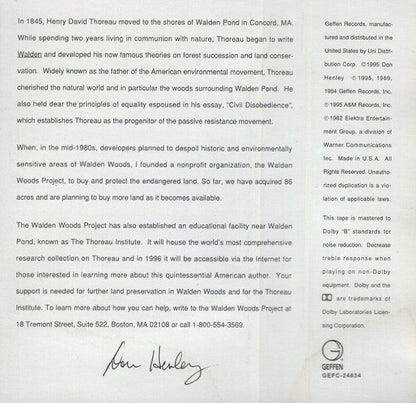 In 1845, Henry David Thoreau moved to the shores of Walden Pond in Concord, MA.
While spending two years living in communion with nature, Thoreau began to write
Walden and developed his now famous theories on forest succession and land conser-
vation. Widely known as the father of the American environmental movement, Thoreau
cherished the natural world and in particular the woods surrounding Walden Pond. He
also held dear the principles of equality espoused in his essay, "Civil Disobedience",
which establishes Thoreau as the progenitor of the passive resistance movement.
When, in the mid-1980s, developers planned to despoil historic and environmentally
sensitive areas of Walden Woods, I founded a nonprofit organization, the Walden
Woods Project, to buy and protect the endangered land. So far, we have acquired 86
acres and are planning to buy more land as it becomes available.
The Walden Woods Project has also established an educational facility near Walden
Pond, known as The Thoreau Institute. It will house the world's most comprehensive
research collection on Thoreau and in 1996 it will be accessible via the Internet for
those interested in learning more about this quintessential American author. Your
support is needed for further land preservation in Walden Woods and for the Thoreau
Institute. To learn more about how you can help, write to the Walden Woods Project at
18 Tremont Street, Suite 522, Boston, MA 02108 or call 1-800-554-3569.
Don Henley
Geffen Records, manufac-
tured and distributed in the
United States by Uni Distri-
bution Corp. ©1995 Don
Henley ℗1995, 1989,
1984 Geffen Records, Inc.
℗1995 A&M Records, Inc.
℗1982 Elektra Entertain-
ment Group, a division of
Warner Communications
Inc. Made in U.S.A. All
Rights Reserved. Unautho-
rized duplication is a vio-
lation of applicable laws.
This tape is mastered to
Dolby "B" standards for
noise reduction. Decrease
treble response when
playing on non-Dolby
equipment. Dolby and the
are trademarks of
Dolby Laboratories Licen-
sing Corporation.
GEFFEN
GEFC-24834